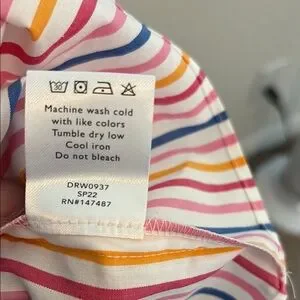 Machine wash cold
with like colors
Tumble dry low
Cool iron
Do not bleach
DRW0937
SP22
RN#147487